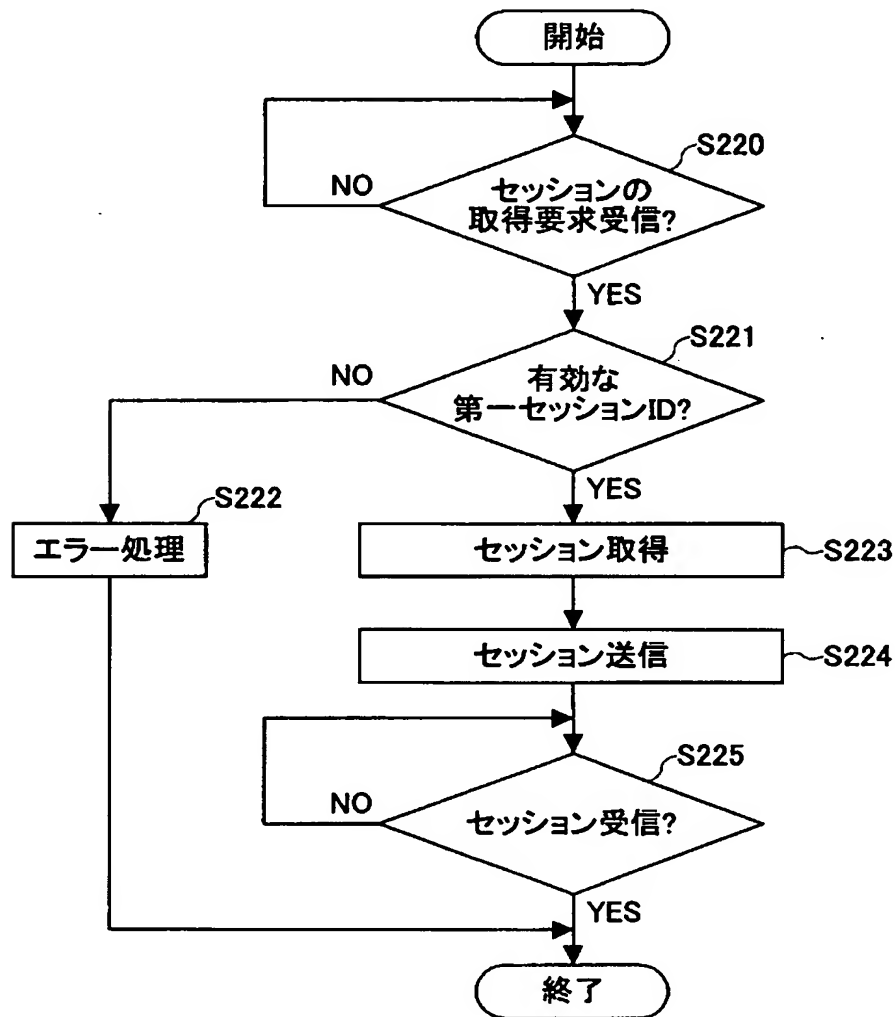 開始
S220
NO
セッションの
取得要求受信?
YES
S221
NO
有効な
第一セッションID?
YES
S222
エラー処理
セッション取得
S223
セッション送信
S224
S225
NO
セッション受信?
YES
終了